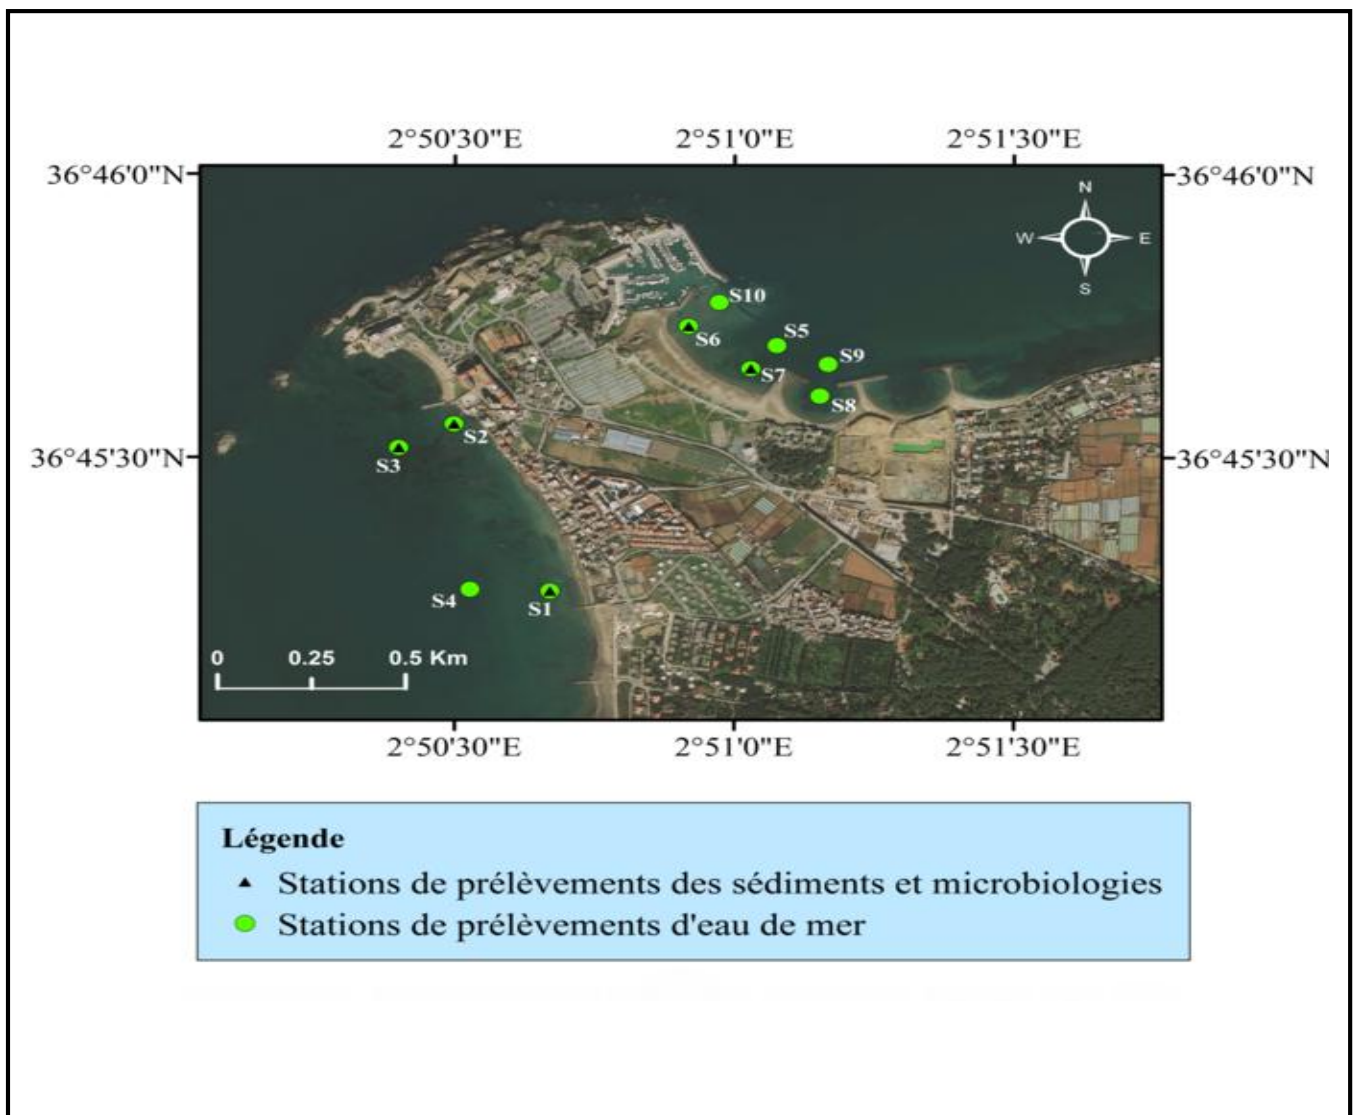 2°50'30"E 2°51'0"E 2°51'30"E
36°46'0"N 36°46'0"N
N
W E
S
S10
S6
S5
S9
S7
S8
S2
S3
36°45'30"N 36°45'30"N
S4
S1
0 0.25 0.5 Km
2°50'30"E 2°51'0"E 2°51'30"E
Légende
Stations de prélèvements des sédiments et microbiologies
Stations de prélèvements d'eau de mer